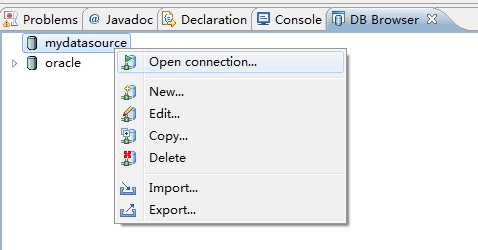 Problems @ Javadoc Declaration Console DB Browser
mydatasource
oracle
Open connection...
New...
Edit...
Copy...
Delete
Import...
Export...